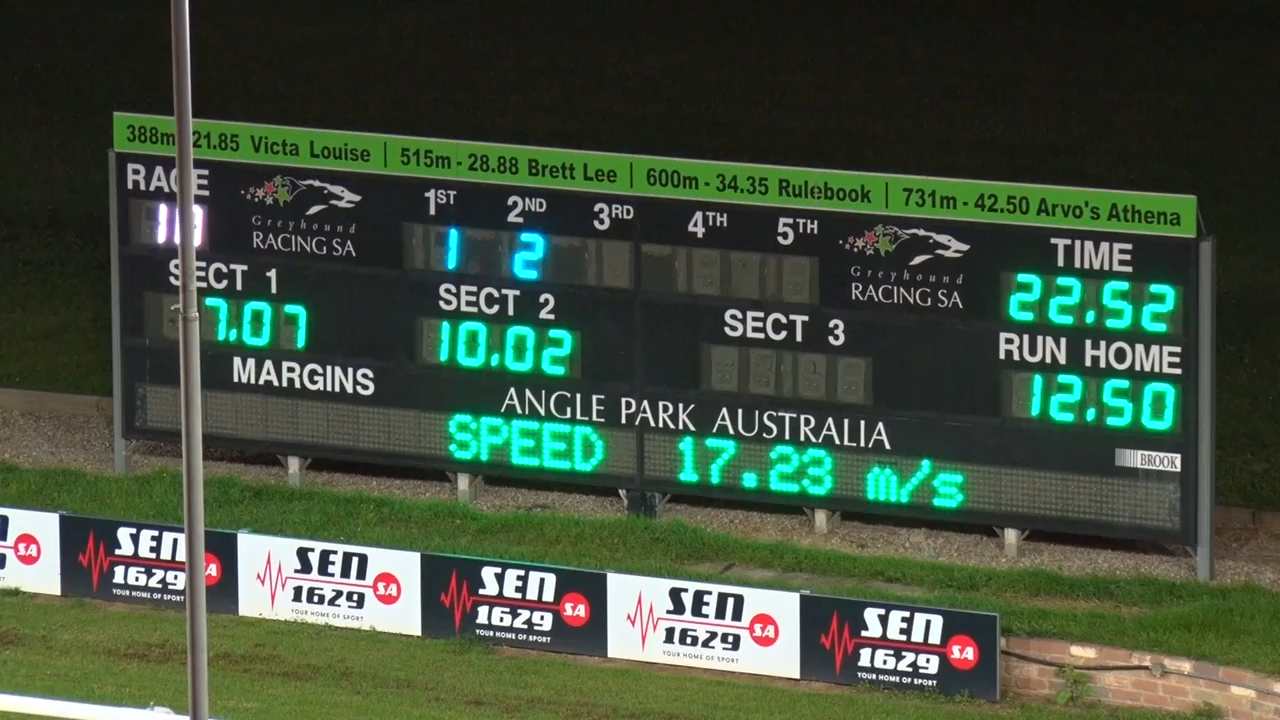 388m 21.85 Victa Louise | 515m - 28.88 Brett Lee | 600m - 34.35 Rulebook | 731m - 42.50 Arvo's Athena
RACE
Greyhound
RACING SA
1ST 2ND 3RD 4TH 5TH
Greyhound
RACING SA
TIME
1 2
22.52
SECT 1
7.07
SECT 2
10.02
SECT 3
RUN HOME
12.50
MARGINS
ANGLE PARK AUSTRALIA
SPEED 17.23 m/s
BROOK
SA
SEN
1629
SA
YOUR HOME OF SPORT
SEN
1629
SA
YOUR HOME OF SPORT
SEN
1629
SA
YOUR HOME OF SPORT
SEN
1629
SA
YOUR HOME OF SPORT
SEN
1629
SA
YOUR HOME OF SPORT